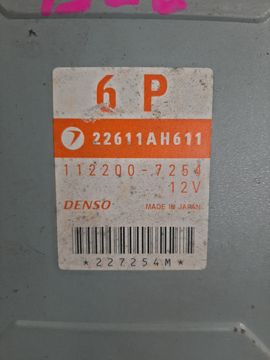 6 P
22611AH611
112200-7254
12V
DENSO MADE IN JAPAN
*227254M*